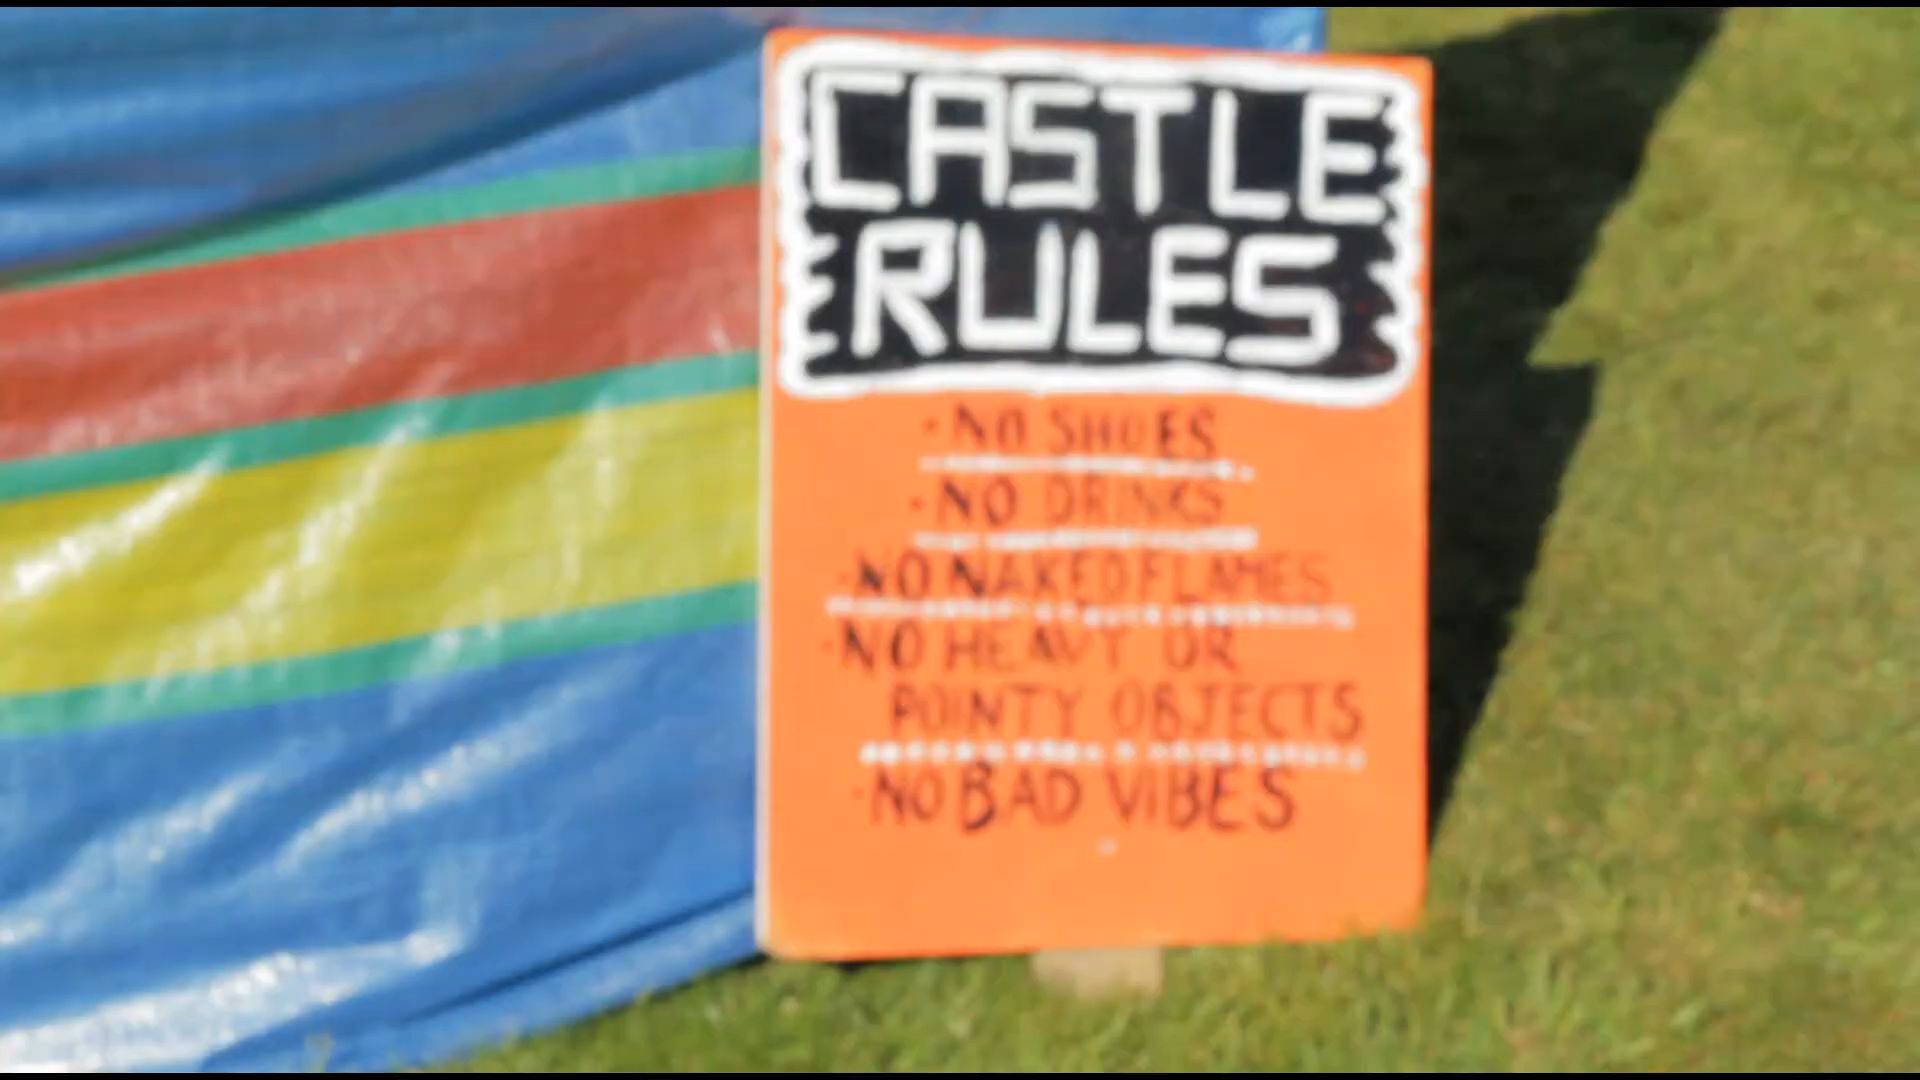 CASTLE
RULES
· NO SHOES
· NO DRINKS
· NO NAKED FLAMES
· NO HEAVY OR
POINTY OBJECTS
· NO BAD VIBES